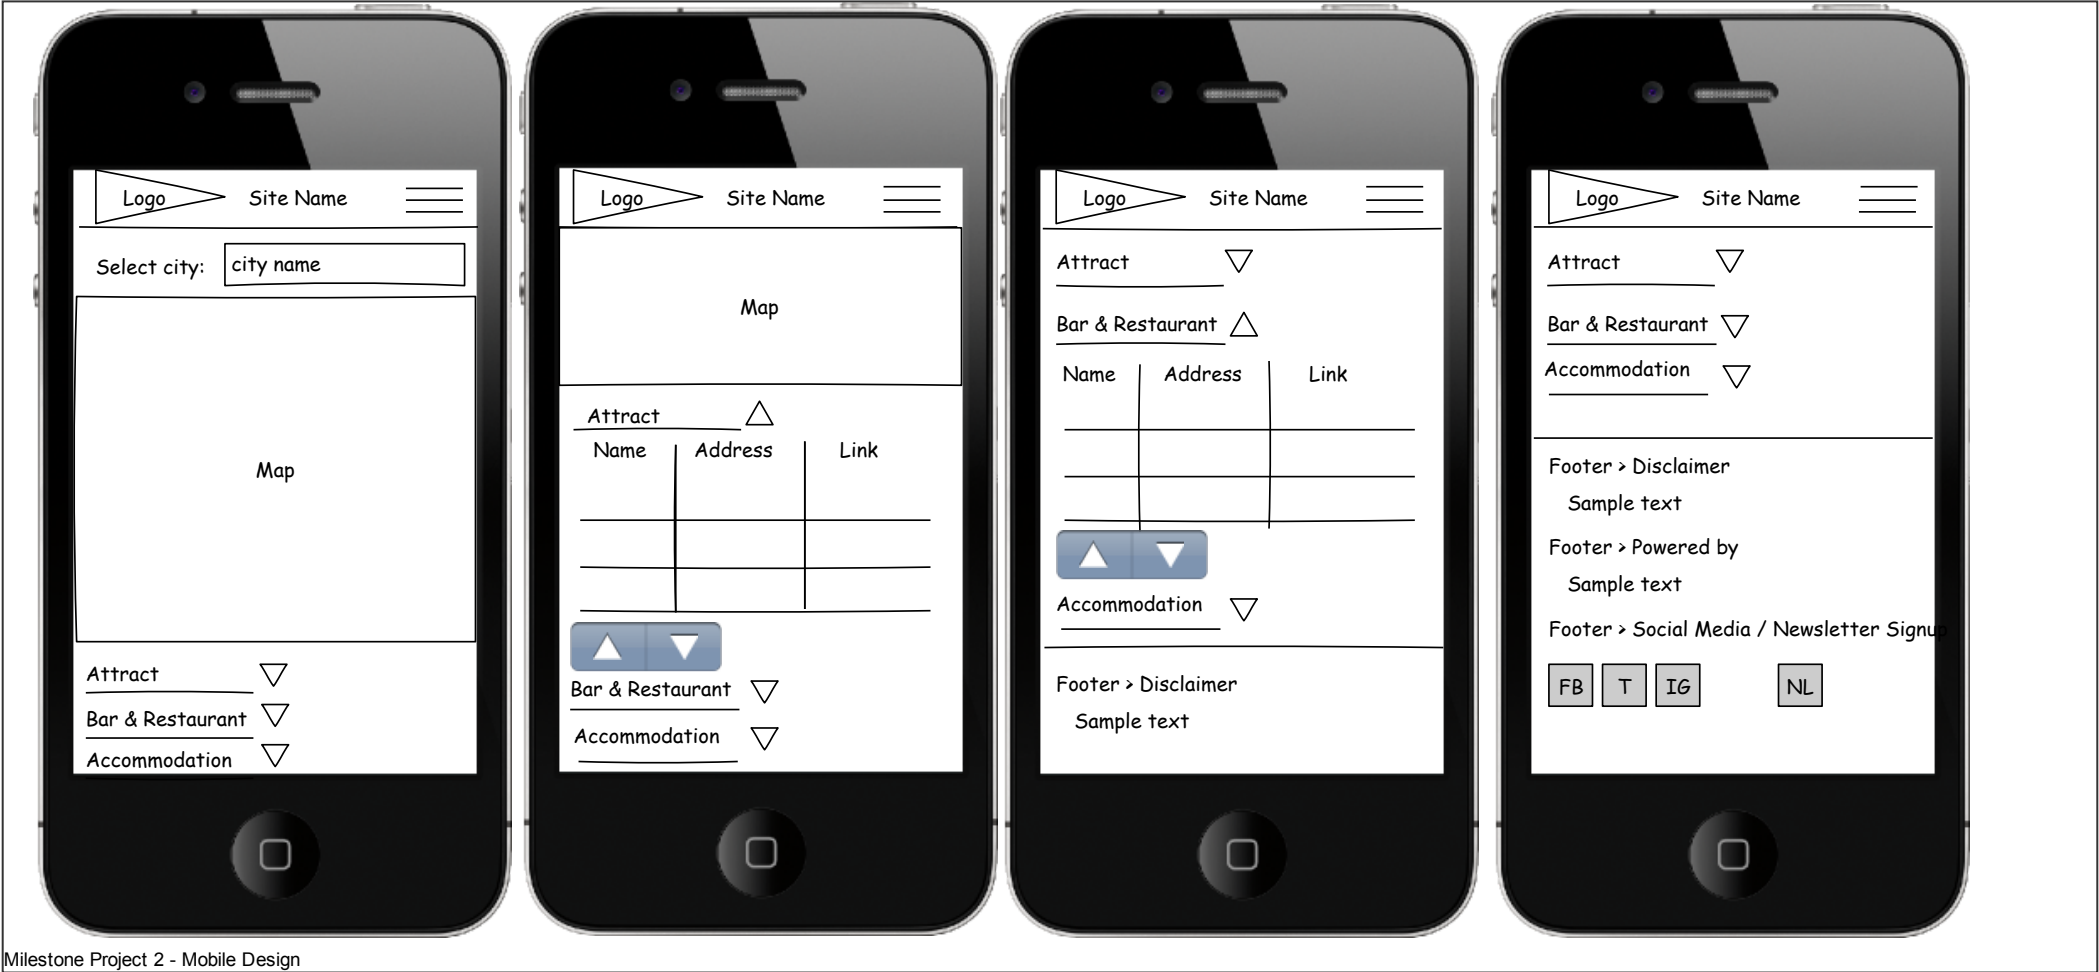 Logo Site Name
Select city: city name
Map
Attract
Bar & Restaurant
Accommodation
Logo Site Name
Map
Attract
Name Address Link
Bar & Restaurant
Accommodation
Logo Site Name
Attract
Bar & Restaurant
Name Address Link
Accommodation
Footer > Disclaimer
Sample text
Logo Site Name
Attract
Bar & Restaurant
Accommodation
Footer > Disclaimer
Sample text
Footer > Powered by
Sample text
Footer > Social Media / Newsletter Signup
FB T IG NL
Milestone Project 2 - Mobile Design